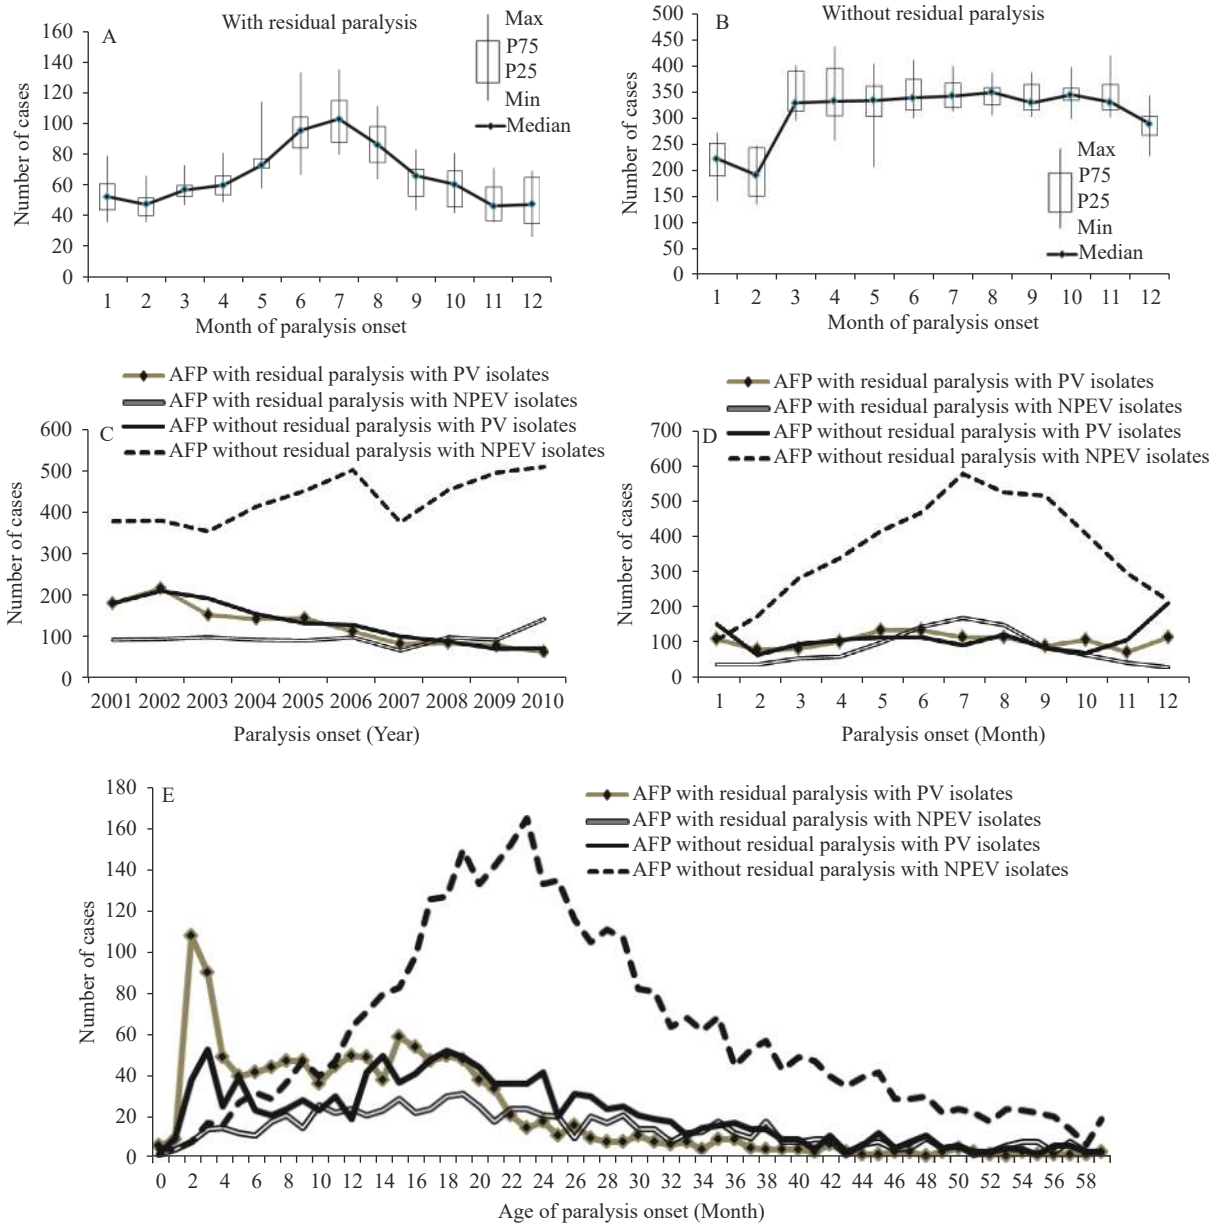 A
With residual paralysis
Max
P75
P25
Min
Median
Number of cases
160
140
120
100
80
60
40
20
0
1 2 3 4 5 6 7 8 9 10 11 12
Month of paralysis onset
B
Without residual paralysis
Max
P75
P25
Min
Median
Number of cases
500
450
400
350
300
250
200
150
100
50
0
1 2 3 4 5 6 7 8 9 10 11 12
Month of paralysis onset
AFP with residual paralysis with PV isolates
AFP with residual paralysis with NPEV isolates
AFP without residual paralysis with PV isolates
AFP without residual paralysis with NPEV isolates
C
Number of cases
600
500
400
300
200
100
0
2001 2002 2003 2004 2005 2006 2007 2008 2009 2010
Paralysis onset (Year)
AFP with residual paralysis with PV isolates
AFP with residual paralysis with NPEV isolates
AFP without residual paralysis with PV isolates
AFP without residual paralysis with NPEV isolates
D
Number of cases
700
600
500
400
300
200
100
0
1 2 3 4 5 6 7 8 9 10 11 12
Paralysis onset (Month)
E
AFP with residual paralysis with PV isolates
AFP with residual paralysis with NPEV isolates
AFP without residual paralysis with PV isolates
AFP without residual paralysis with NPEV isolates
Number of cases
180
160
140
120
100
80
60
40
20
0
0 2 4 6 8 10 12 14 16 18 20 22 24 26 28 30 32 34 36 38 40 42 44 46 48 50 52 54 56 58
Age of paralysis onset (Month)